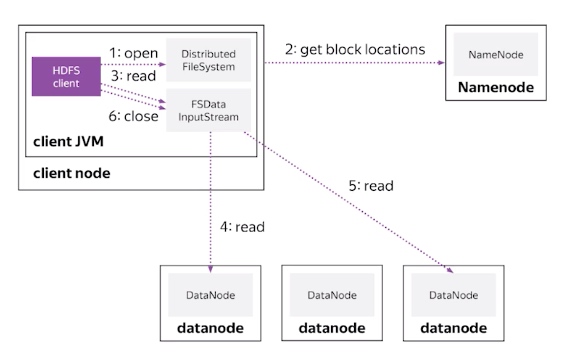 1: open
Distributed
FileSystem
2: get block locations
NameNode
Namenode
HDFS
client
3: read
FSData
InputStream
6: close
client JVM
client node
5: read
4: read
DataNode
datanode
DataNode
datanode
DataNode
datanode